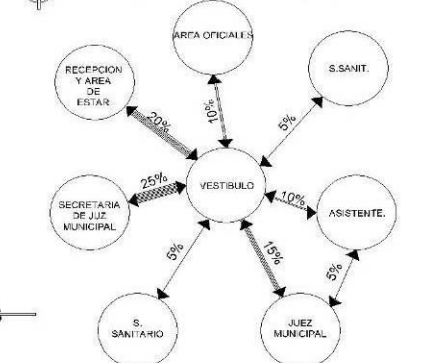 AREA OFICIALES
S.SANIT.
RECEPCION
Y AREA
DE
ESTAR
20%
10%
5%
25%
VESTIBULO
10%
SECRETARIA
DE JUZ
MUNICIPAL
ASISTENTE.
5%
15%
5%
S.
SANITARIO
JUEZ
MUNICIPAL